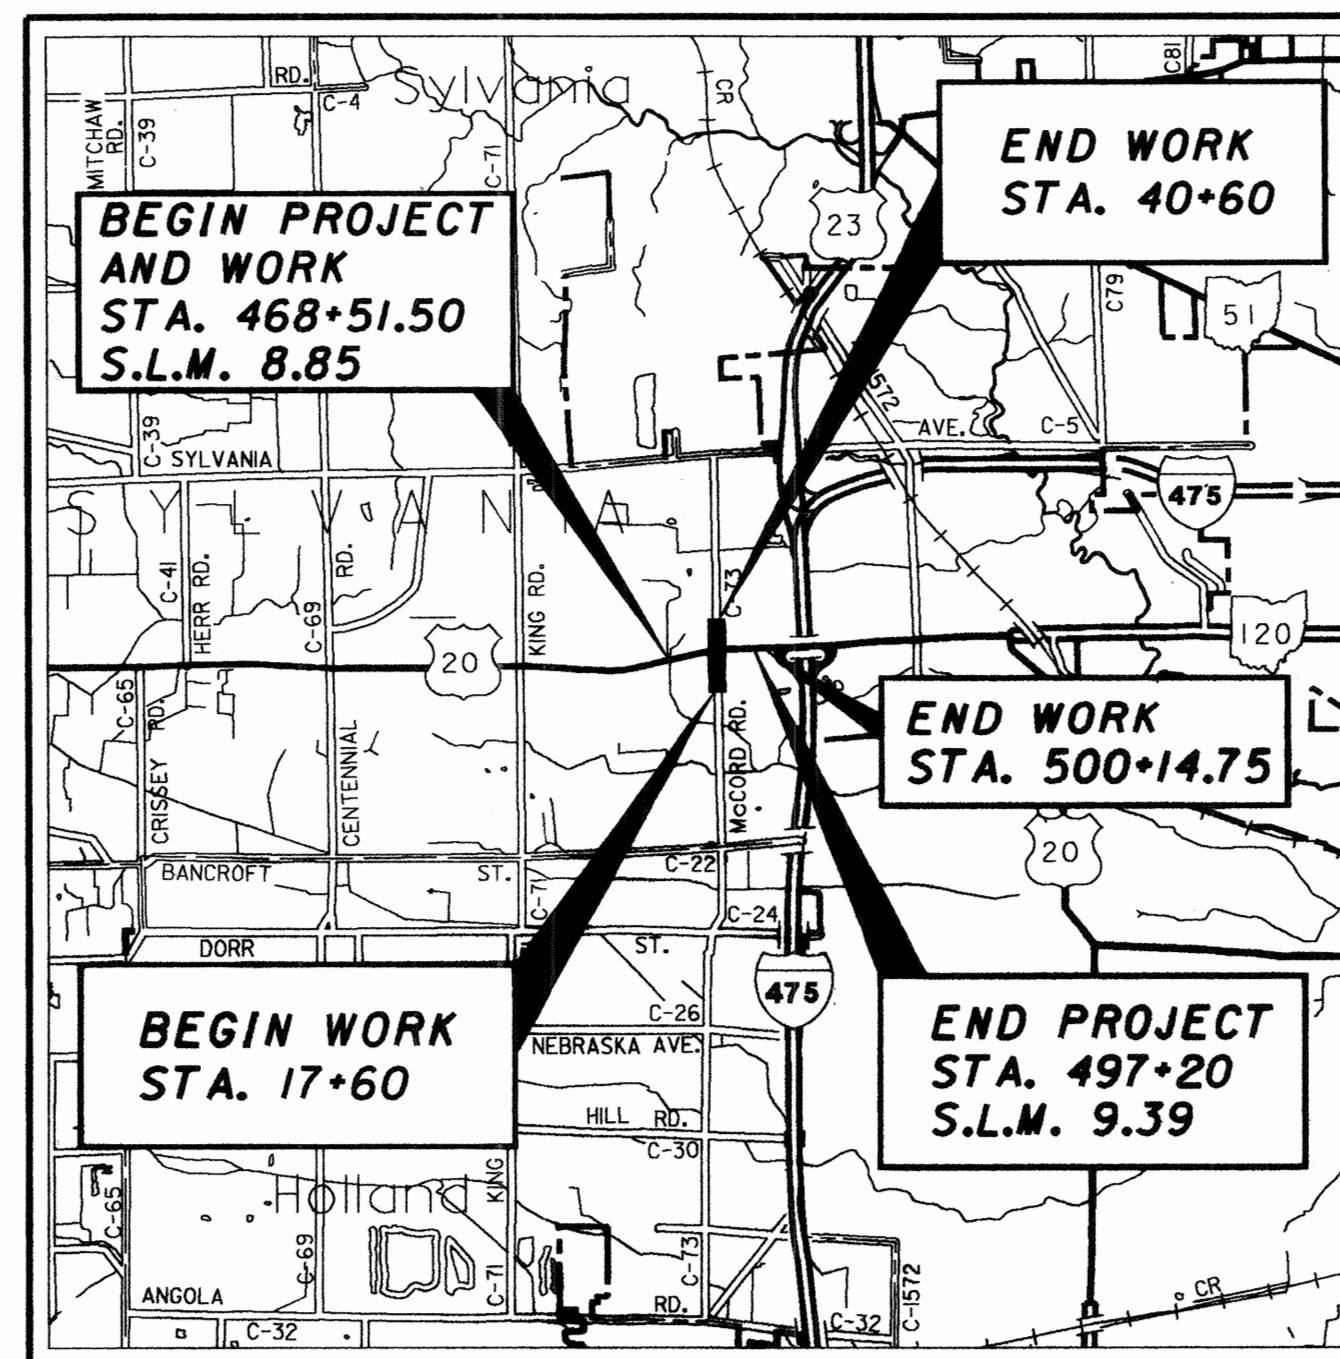 RD.
C-4
Sylvania
CR
C81
MITCHAW
RD.
C-39
C-71
END WORK
STA. 40+60
BEGIN PROJECT
AND WORK
STA. 468+51.50
S.L.M. 8.85
23
C79
51
1572
C-39
SYLVANIA
AVE.
C-5
475
SYLVANIA
C-41
HERR RD.
C-69
RD.
KING RD.
C-73
20
120
C-65
CRISSEY RD.
CENTENNIAL
McCORD RD.
END WORK
STA. 500+14.75
20
BANCROFT
ST.
C-22
C-71
C-24
DORR
ST.
475
C-26
NEBRASKA AVE.
BEGIN WORK
STA. 17+60
END PROJECT
STA. 497+20
S.L.M. 9.39
HILL RD.
C-30
Holland
KING
C-65
C-69
C-71
C-73
C-1572
ANGOLA
RD.
C-32
C-32
CR